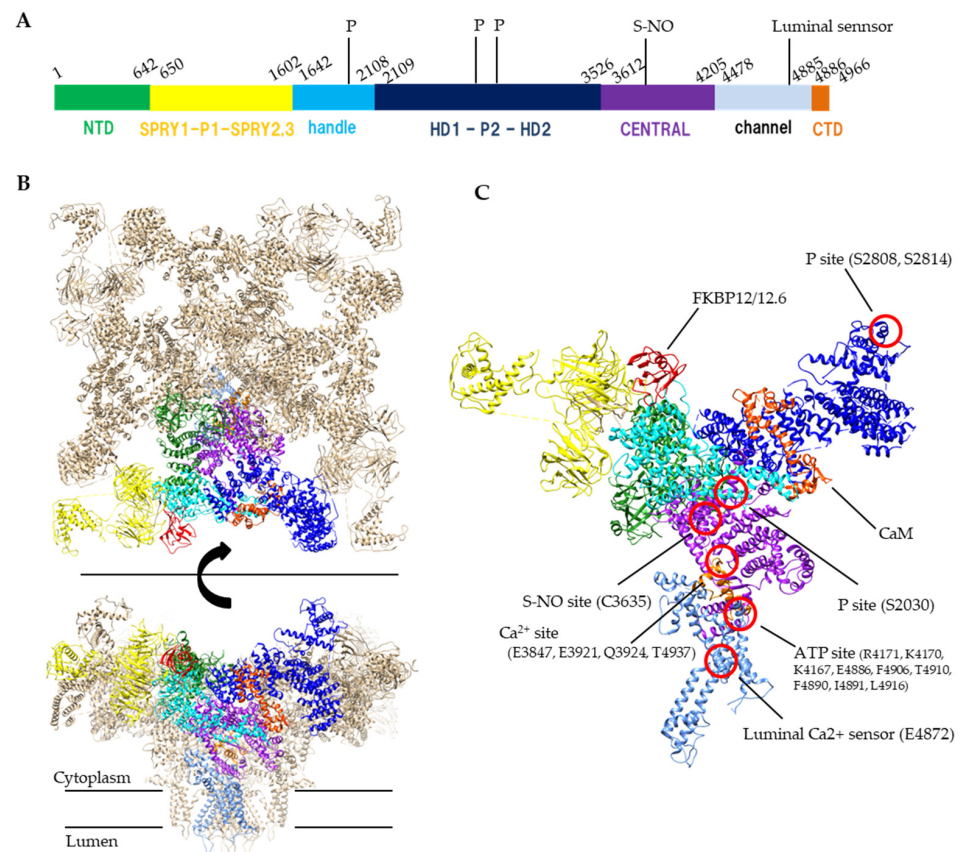 A
P
P P
S-NO
Luminal sennsor
1
642
650
1602
1642
2108
2109
3526
3612
4205
4478
4885
4886
4966
NTD
SPRY1-P1-SPRY2,3
handle
HD1 - P2 - HD2
CENTRAL
channel
CTD
B
C
P site (S2808, S2814)
FKBP12/12.6
CaM
S-NO site (C3635)
P site (S2030)
Ca²⁺ site
(E3847, E3921, Q3924, T4937)
ATP site (R4171, K4170,
K4167, E4886, F4906, T4910,
F4890, I4891, L4916)
Luminal Ca2+ sensor (E4872)
Cytoplasm
Lumen